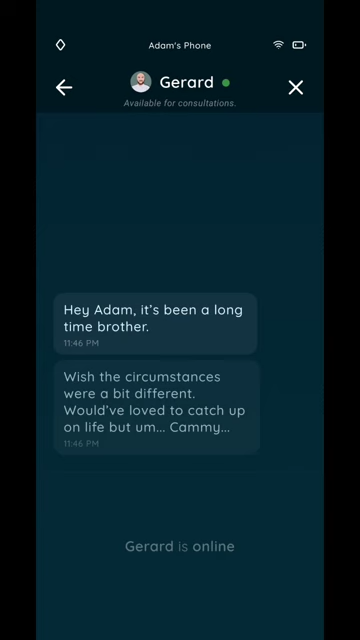 Adam's Phone
Gerard
Available for consultations.
Hey Adam, it's been a long
time brother.
11:46 PM
Wish the circumstances
were a bit different.
Would've loved to catch up
on life but um... Cammy...
11:46 PM
Gerard is online